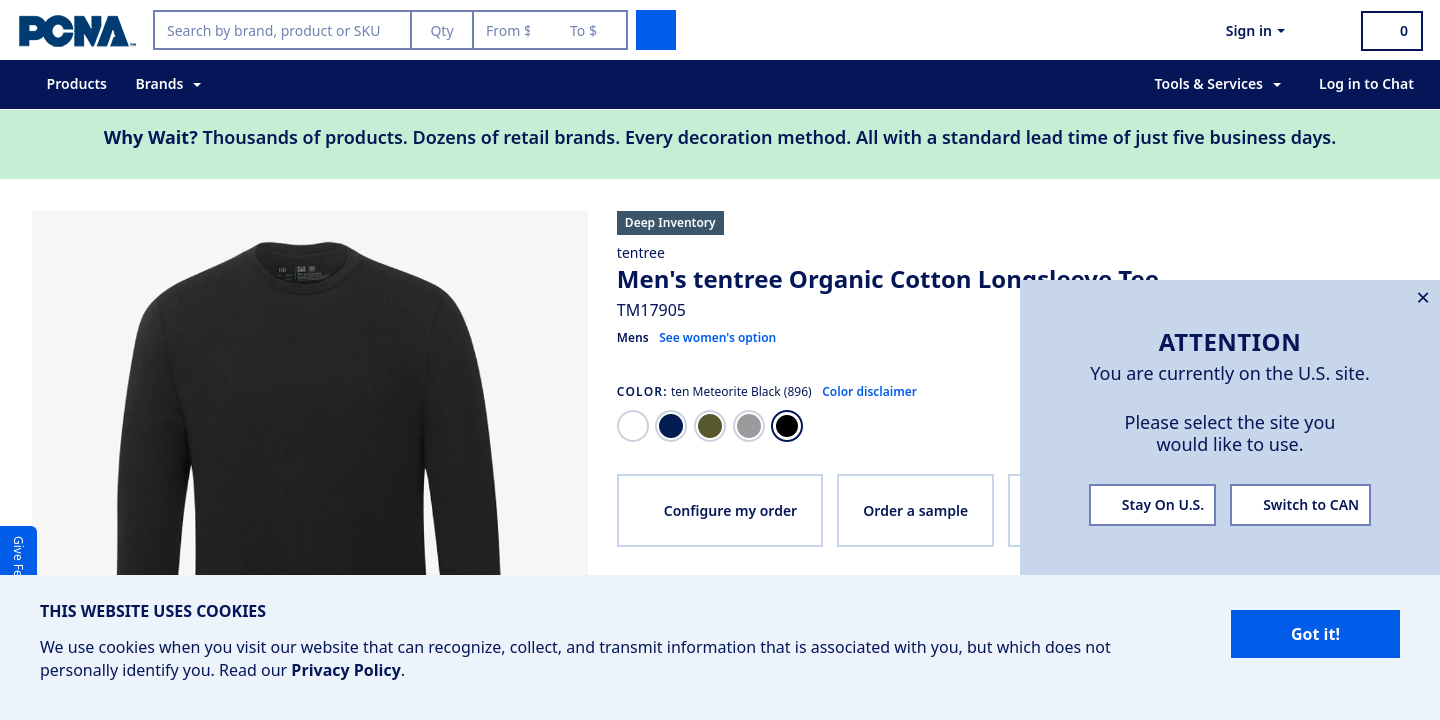 PCNA
Search by brand, product or SKU
Qty
From $
To $
Sign in
0
Products
Brands
Tools & Services
Log in to Chat
Why Wait? Thousands of products. Dozens of retail brands. Every decoration method. All with a standard lead time of just five business days.
Deep Inventory
tentree
Men's tentree Organic Cotton Longsleeve Tee
TM17905
Mens See women's option
COLOR: ten Meteorite Black (896) Color disclaimer
Configure my order
Order a sample
×
ATTENTION
You are currently on the U.S. site.
Please select the site you
would like to use.
Stay On U.S.
Switch to CAN
Give
THIS WEBSITE USES COOKIES
We use cookies when you visit our website that can recognize, collect, and transmit information that is associated with you, but which does not
personally identify you. Read our Privacy Policy.
Got it!